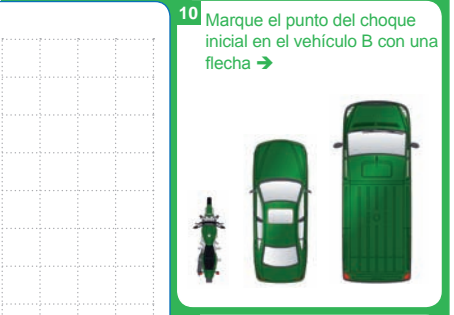 10 Marque el punto del choque
inicial en el vehículo B con una
flecha ➔